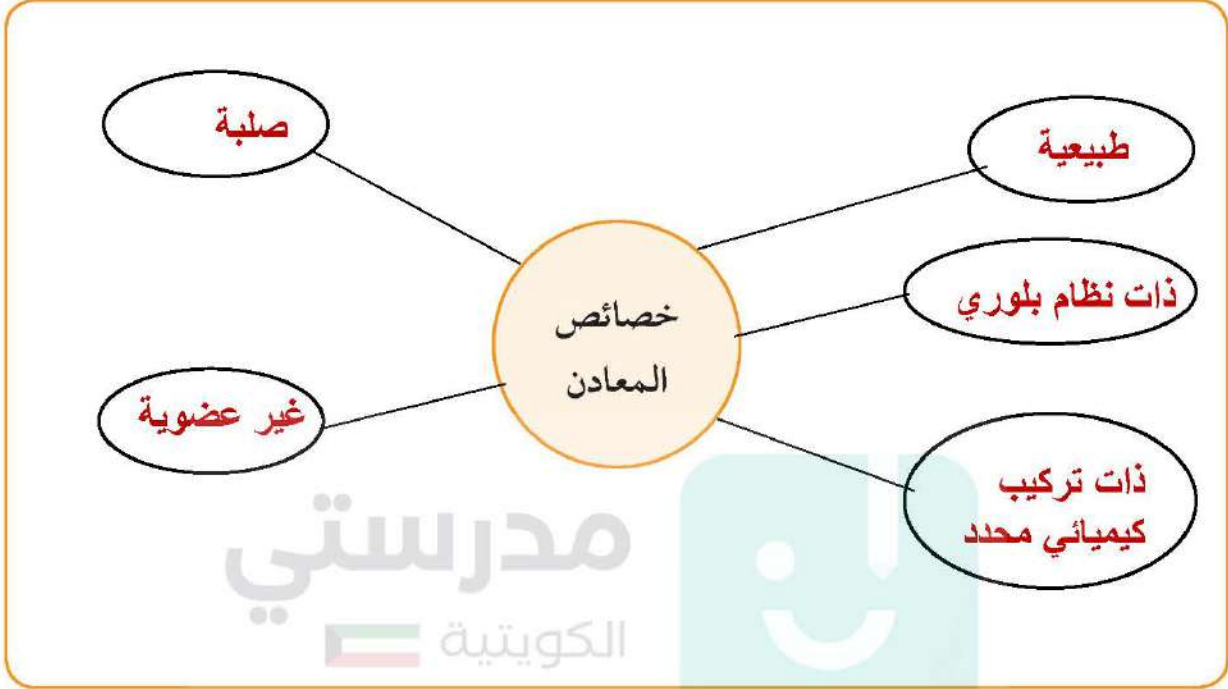 طبيعية
صلبة
ذات نظام بلوري
خصائص
المعادن
غير عضوية
ذات تركيب
كيميائي محدد
مدرستي
الكويتية